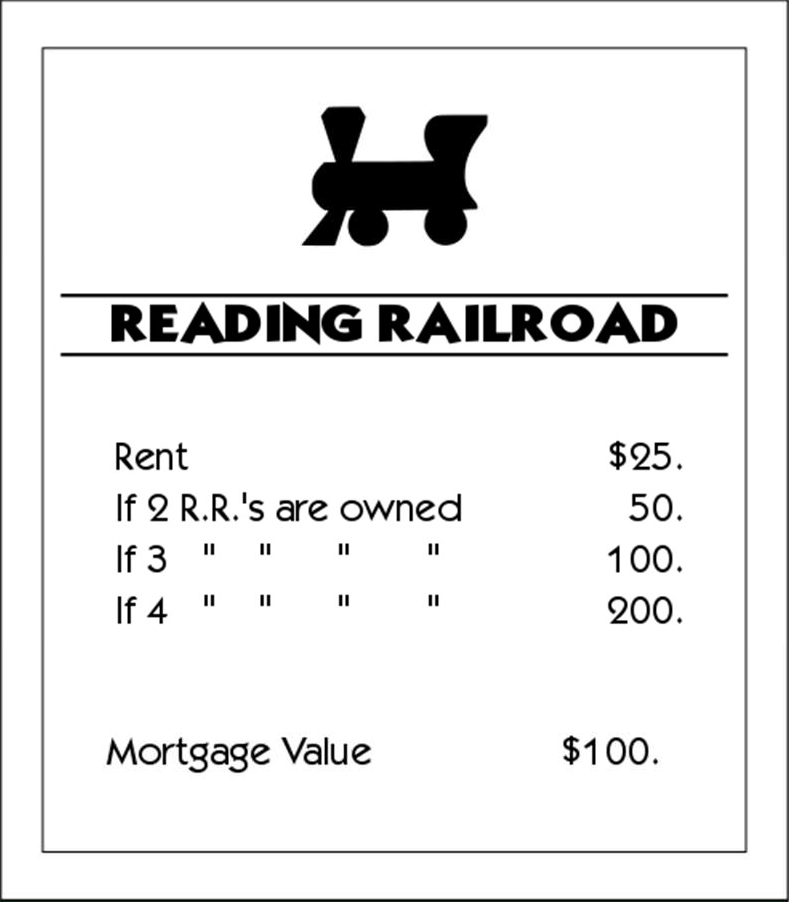 READING RAILROAD
Rent $25.
If 2 R.R.'s are owned 50.
If 3 " " " " 100.
If 4 " " " " 200.
Mortgage Value $100.